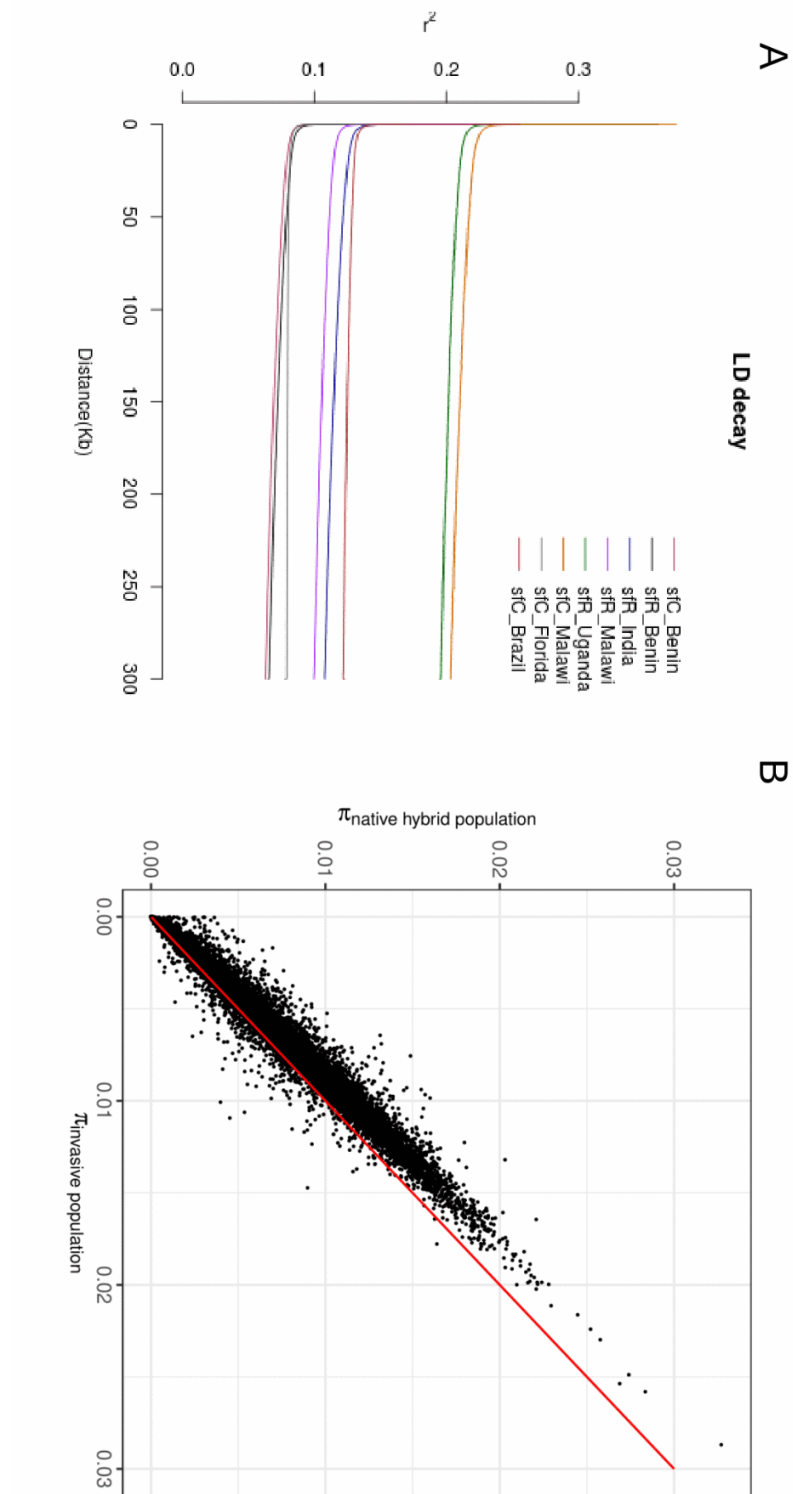 A
LD decay
r2
0.3
0.2
0.1
0.0
0
50
100
150
200
250
300
Distance(Kb)
sfC_Benin
sfR_Benin
sfR_India
sfR_Malawi
sfR_Uganda
sfC_Malawi
sfC_Florida
sfC_Brazil
B
πnative hybrid population
0.03
0.02
0.01
0.00
0.00
0.01
0.02
0.03
πinvasive population